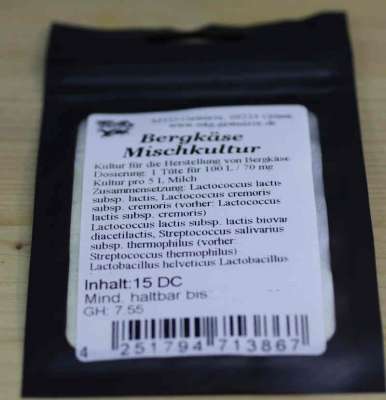 Bergkäse
Mischkultur
Kultur für die Herstellung von Bergkäse
Dosierung: 1 Tüte für 100 L / 70 mg
Kultur pro 5 L Milch
Zusammensetzung: Lactococcus lactis
subsp. lactis, Lactococcus cremoris
subsp. cremoris (vorher: Lactococcus
lactis subsp. cremoris)
Lactococcus lactis subsp. lactis biovar
diacetilactis, Streptococcus salivarius
subsp. thermophilus (vorher:
Streptococcus thermophilus)
Lactobacillus helveticus Lactobacillus
Inhalt:15 DC
Mind. haltbar bis:
GH: 7.55
4 251794 713867